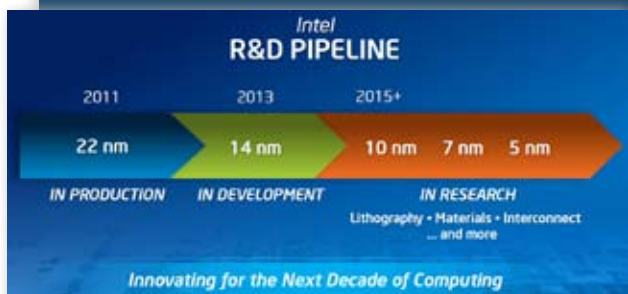 Intel
R&D PIPELINE
2011 2013 2015+
22 nm 14 nm 10 nm 7 nm 5 nm
IN PRODUCTION IN DEVELOPMENT IN RESEARCH
Lithography • Materials • Interconnect
... and more
Innovating for the Next Decade of Computing